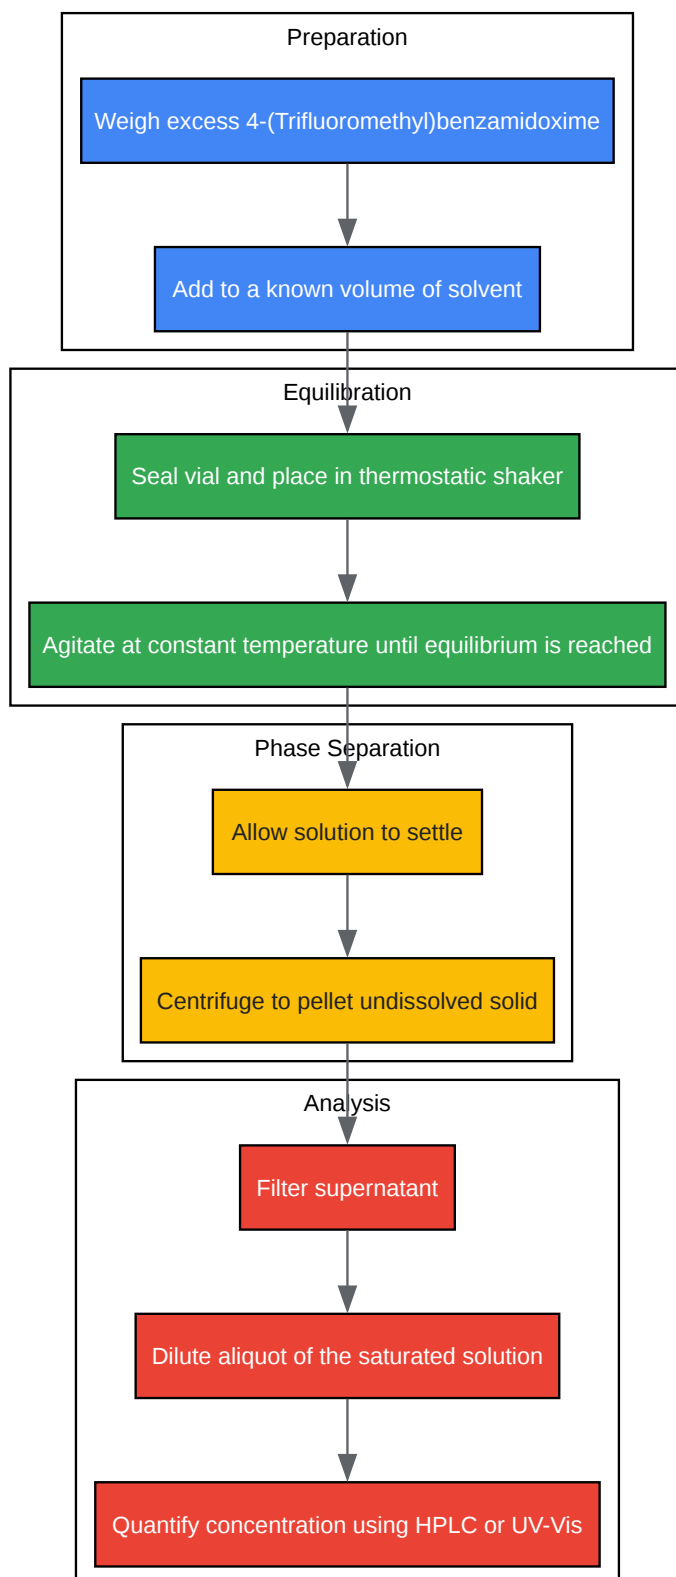 Preparation
Weigh excess 4-(Trifluoromethyl)benzamidoxime
Add to a known volume of solvent
Equilibration
Seal vial and place in thermostatic shaker
Agitate at constant temperature until equilibrium is reached
Phase Separation
Allow solution to settle
Centrifuge to pellet undissolved solid
Analysis
Filter supernatant
Dilute aliquot of the saturated solution
Quantify concentration using HPLC or UV-Vis